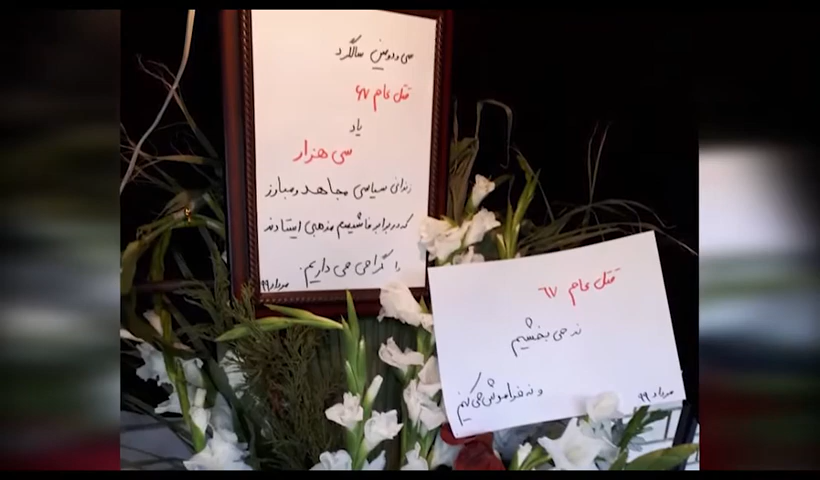 سی و دومین سالگرد
قتل عام ۶۷
یاد
سی هزار
زندانی سیاسی مجاهد و مبارز
که در برابر فاشیسم مذهبی ایستادند
را گرامی می داریم.
مرداد ۹۹
قتل عام ۶۷
نه می بخشیم
و نه فراموش می کنیم
مرداد ۹۹